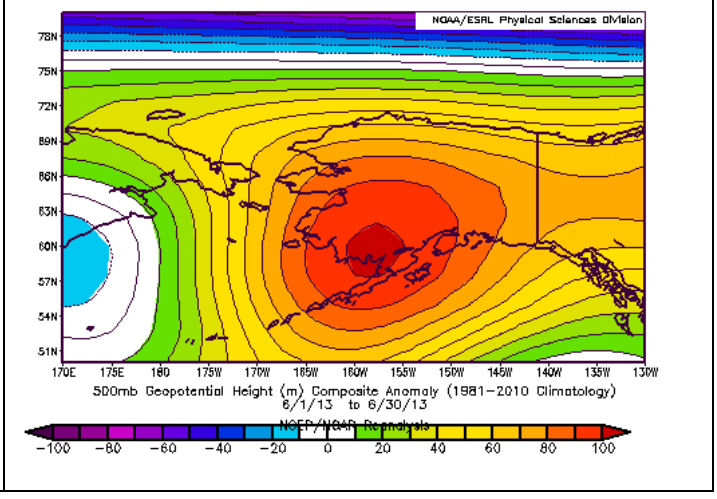 NOAA/ESRL Physical Sciences Division
78N
75N
72N
69N
66N
63N
60N
57N
54N
51N
170E 175E 180 175W 170W 165W 160W 155W 150W 145W 140W 135W 130W
500mb Geopotential Height (m) Composite Anomaly (1981-2010 Climatology)
6/1/13 to 6/30/13
NCEP/NCAR Reanalysis
-100 -80 -60 -40 -20 0 20 40 60 80 100